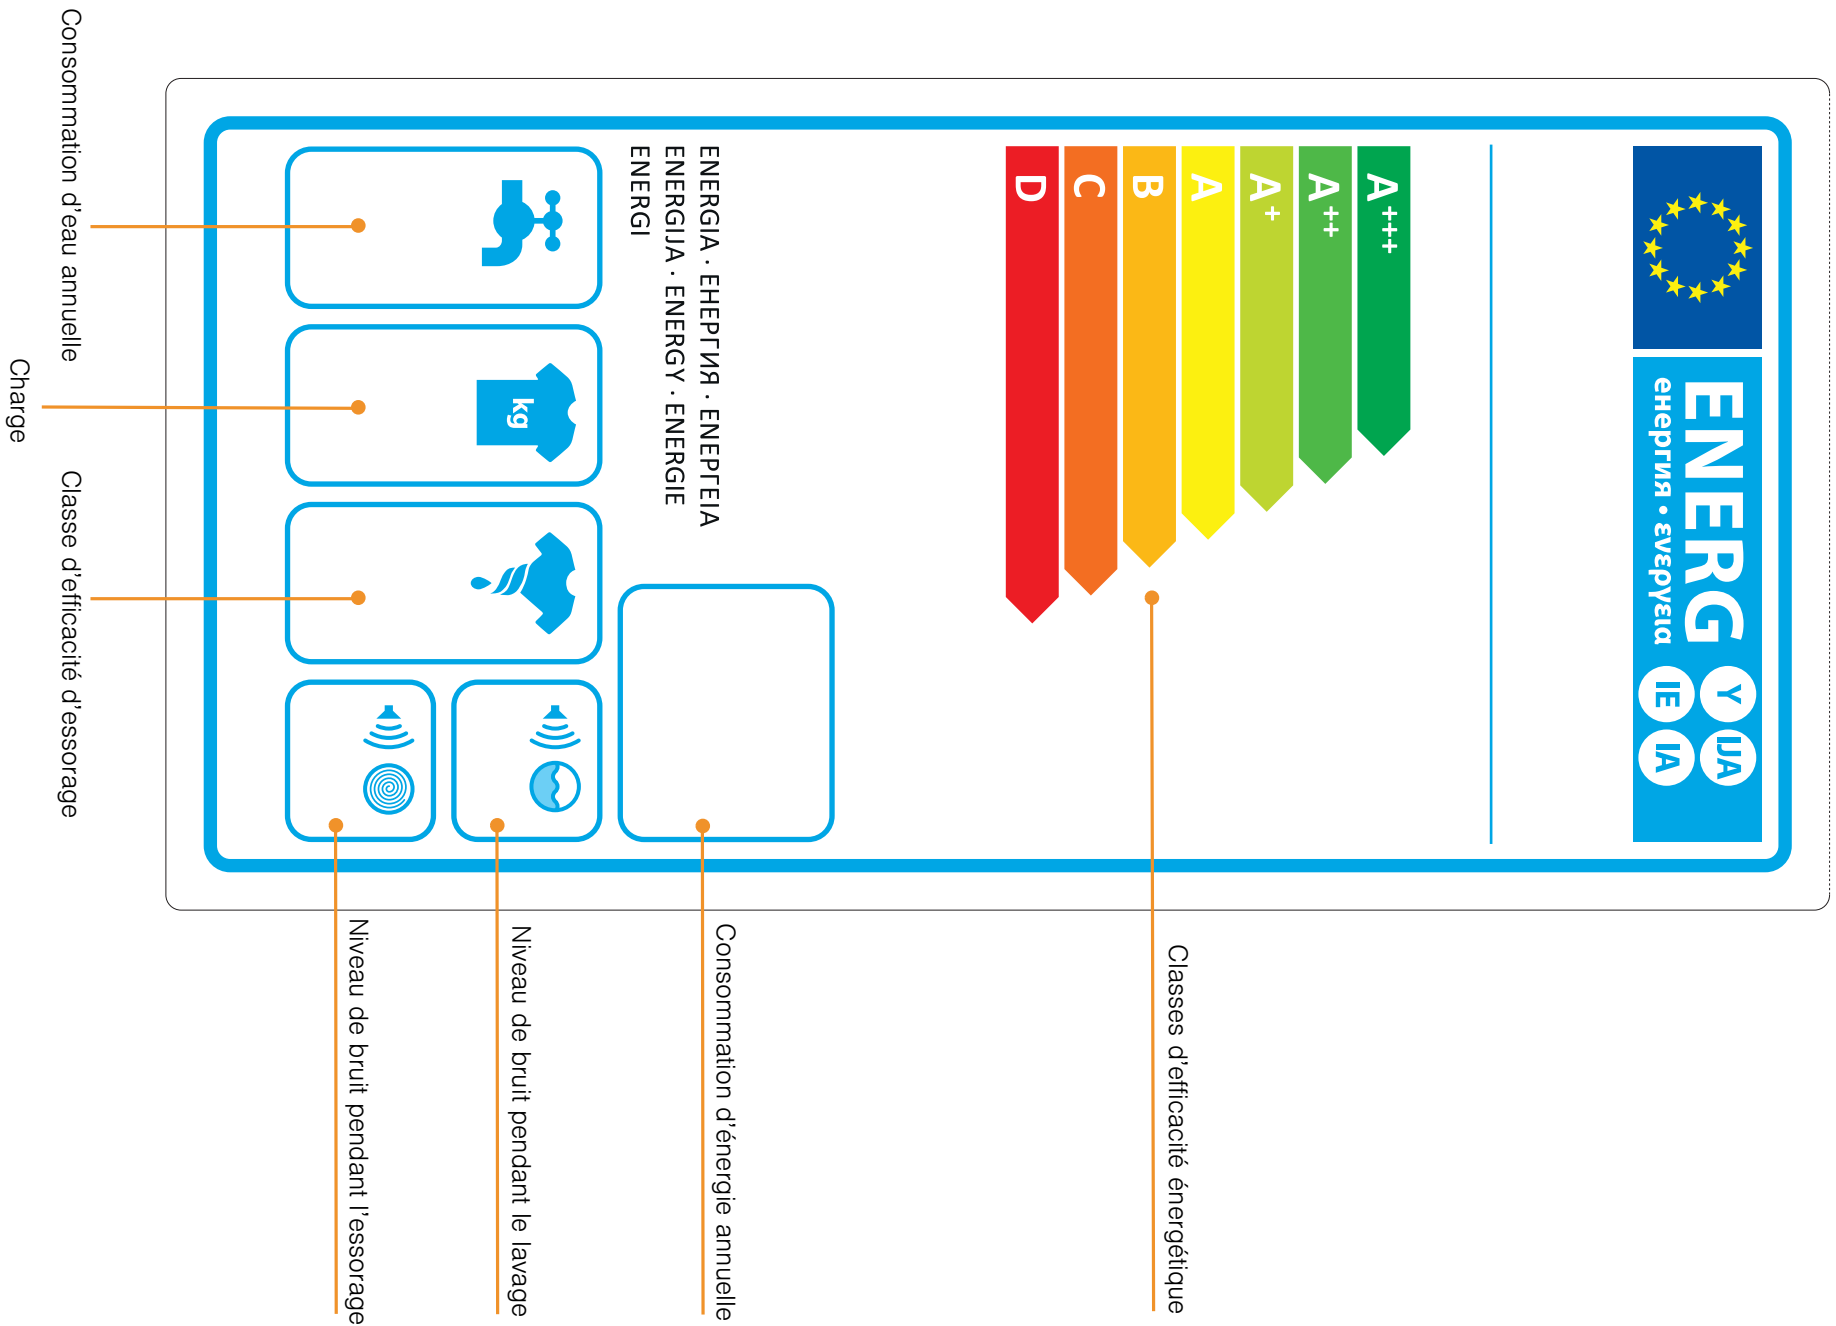 ENERG
енергия • ενεργεια
Y
IJA
IE
IA
A+++
A++
A+
A
B
C
D
Classes d'efficacité énergétique
ENERGIA · ЕНЕРГИЯ · ΕΝΕΡΓΕΙΑ
ENERGIJA · ENERGY · ENERGIE
ENERGI
Consommation d'énergie annuelle
Niveau de bruit pendant le lavage
Niveau de bruit pendant l'essorage
kg
Consommation d'eau annuelle
Charge
Classe d'efficacité d'essorage